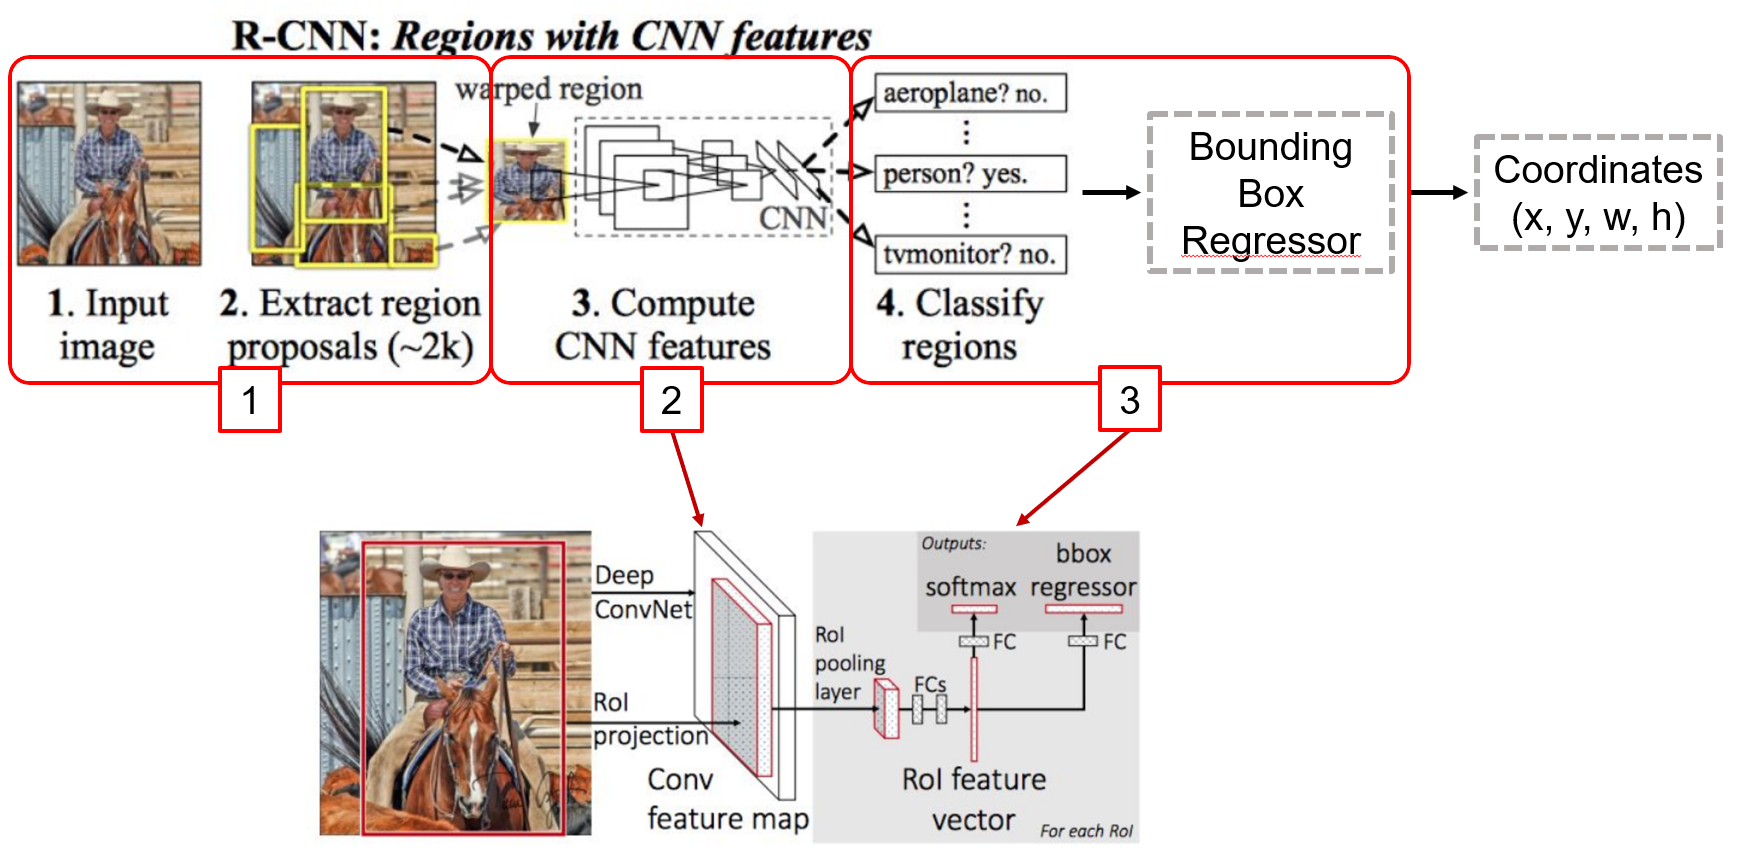 R-CNN: Regions with CNN features
warped region
aeroplane? no.
person? yes.
tvmonitor? no.
CNN
Bounding
Box
Regressor
Coordinates
(x, y, w, h)
1. Input
image
2. Extract region
proposals (~2k)
3. Compute
CNN features
4. Classify
regions
1
2
3
Deep
ConvNet
RoI
projection
Conv
feature map
RoI
pooling
layer
FCs
Outputs:
softmax
bbox
regressor
FC
FC
RoI feature
vector
For each RoI